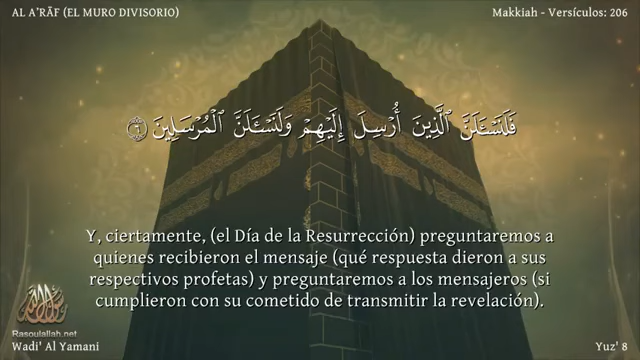 AL A'RĀF (EL MURO DIVISORIO)
Makkiah - Versículos: 206
فَلَنَسْـَٔلَنَّ ٱلَّذِينَ أُرْسِلَ إِلَيْهِمْ وَلَنَسْـَٔلَنَّ ٱلْمُرْسَلِينَ ٦
Y, ciertamente, (el Día de la Resurrección) preguntaremos a
quienes recibieron el mensaje (qué respuesta dieron a sus
respectivos profetas) y preguntaremos a los mensajeros (si
cumplieron con su cometido de transmitir la revelación).
Rasoulallah.net
Wadi' Al Yamani
Yuz' 8